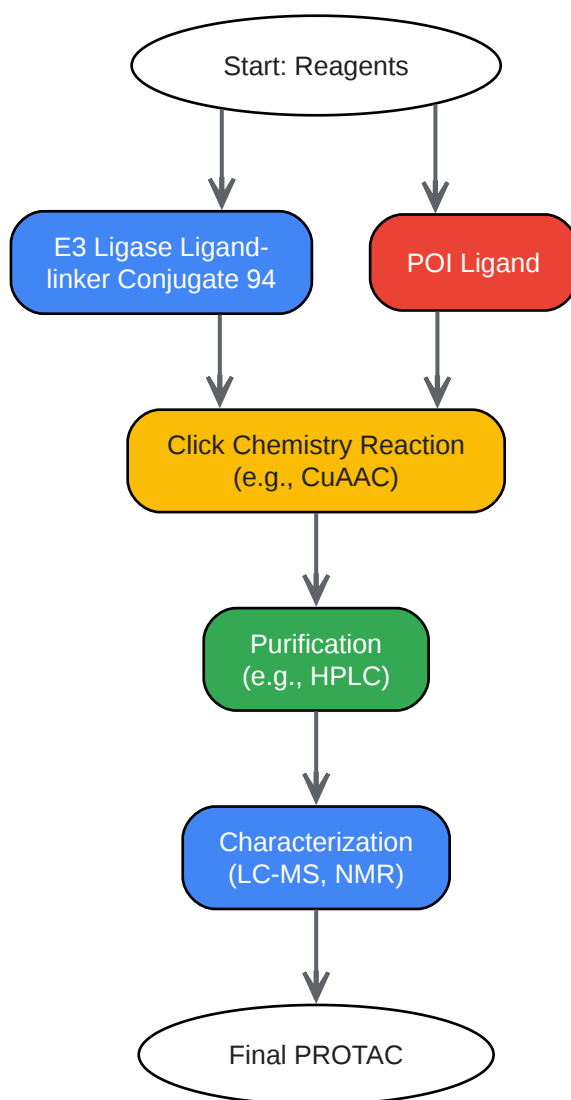 Start: Reagents
E3 Ligase Ligand-
linker Conjugate 94
POI Ligand
Click Chemistry Reaction
(e.g., CuAAC)
Purification
(e.g., HPLC)
Characterization
(LC-MS, NMR)
Final PROTAC